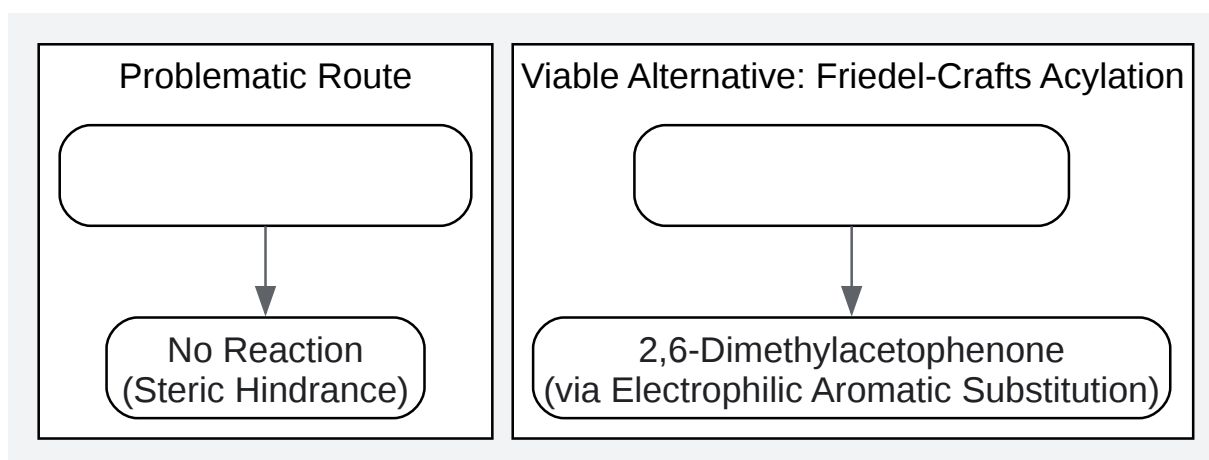 Problematic Route
No Reaction
(Steric Hindrance)
Viable Alternative: Friedel-Crafts Acylation
2,6-Dimethylacetophenone
(via Electrophilic Aromatic Substitution)